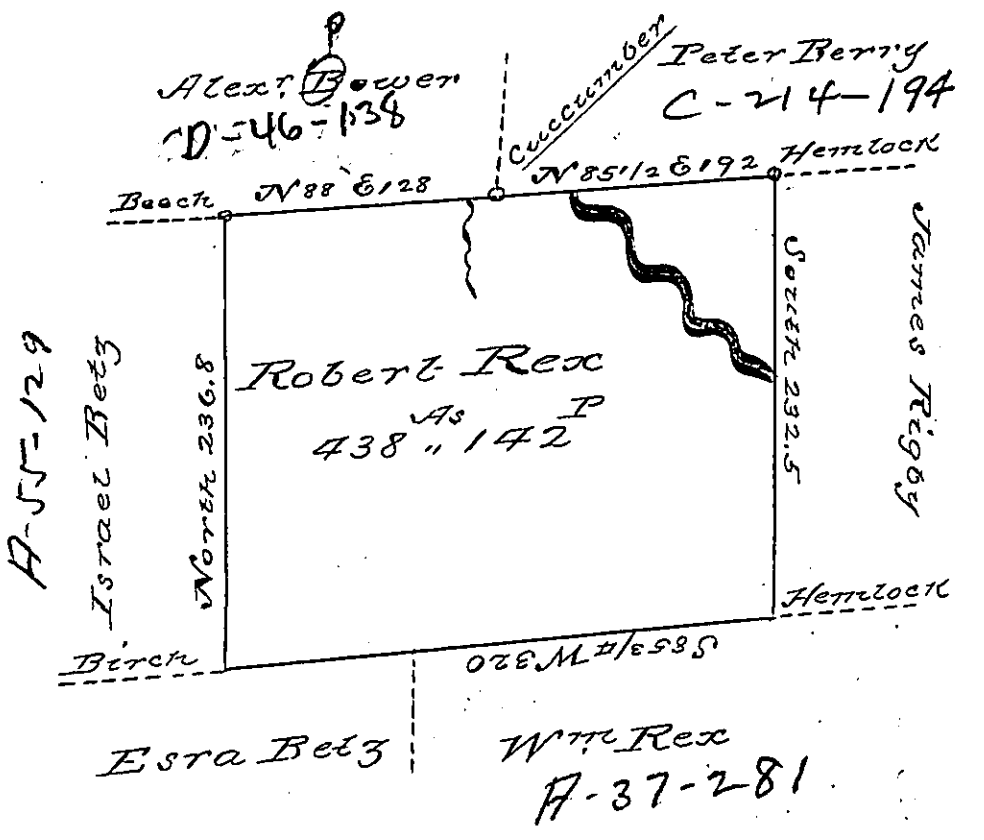 P
Alexr. Bower
D-46-138
Cuccumber
Peter Berry
C-214-194
Beech
N 88 E 128
N 85 1/2 E 192
Hemlock
A-55-129
Israel Betz
North 236.8
Robert Rex
As P
438 " 142
South 232.5
James Rigby
Birch
S 85 3/4 W 320
Hemlock
Esra Betz
Wm Rex
A-37-281